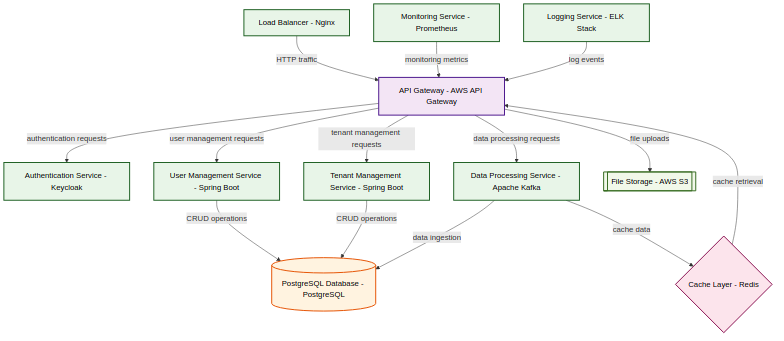 Load Balancer - Nginx
Monitoring Service -
Prometheus
Logging Service - ELK
Stack
HTTP traffic
monitoring metrics
log events
API Gateway - AWS API
Gateway
authentication requests
user management requests
tenant management
requests
data processing requests
file uploads
cache retrieval
Authentication Service -
Keycloak
User Management Service
- Spring Boot
Tenant Management
Service - Spring Boot
Data Processing Service -
Apache Kafka
File Storage - AWS S3
CRUD operations
CRUD operations
data ingestion
cache data
PostgreSQL Database -
PostgreSQL
Cache Layer - Redis